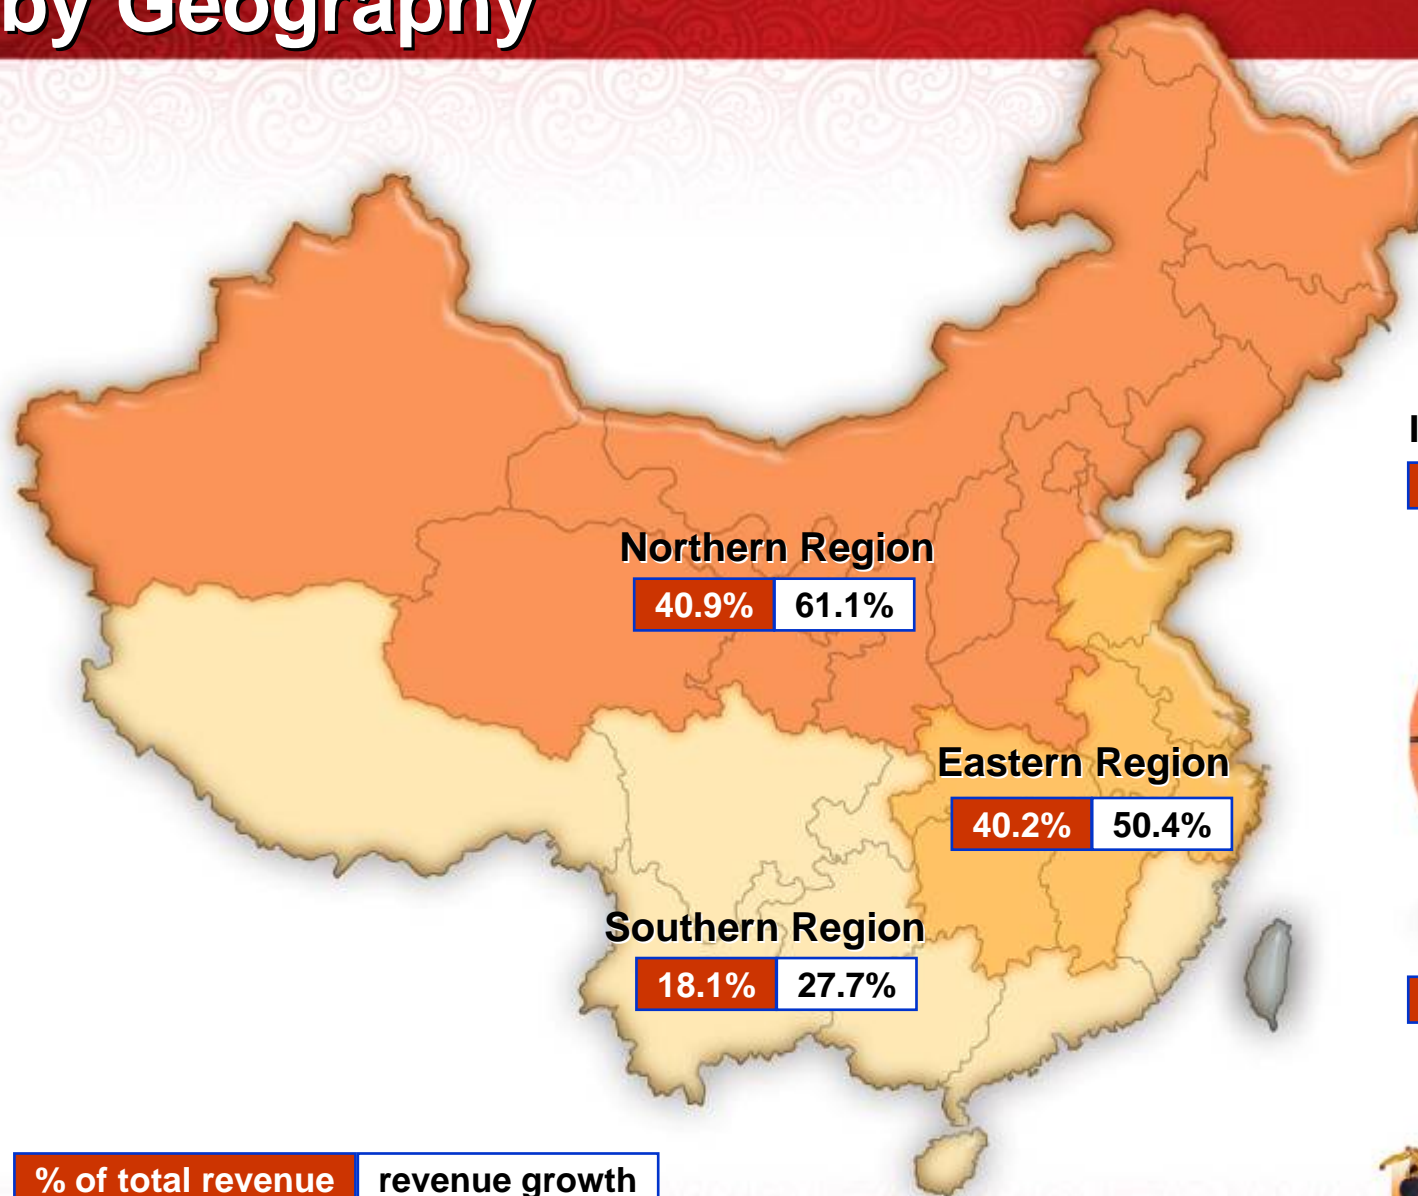 by Geography
Northern Region
40.9% 61.1%
Eastern Region
40.2% 50.4%
Southern Region
18.1% 27.7%
% of total revenue revenue growth